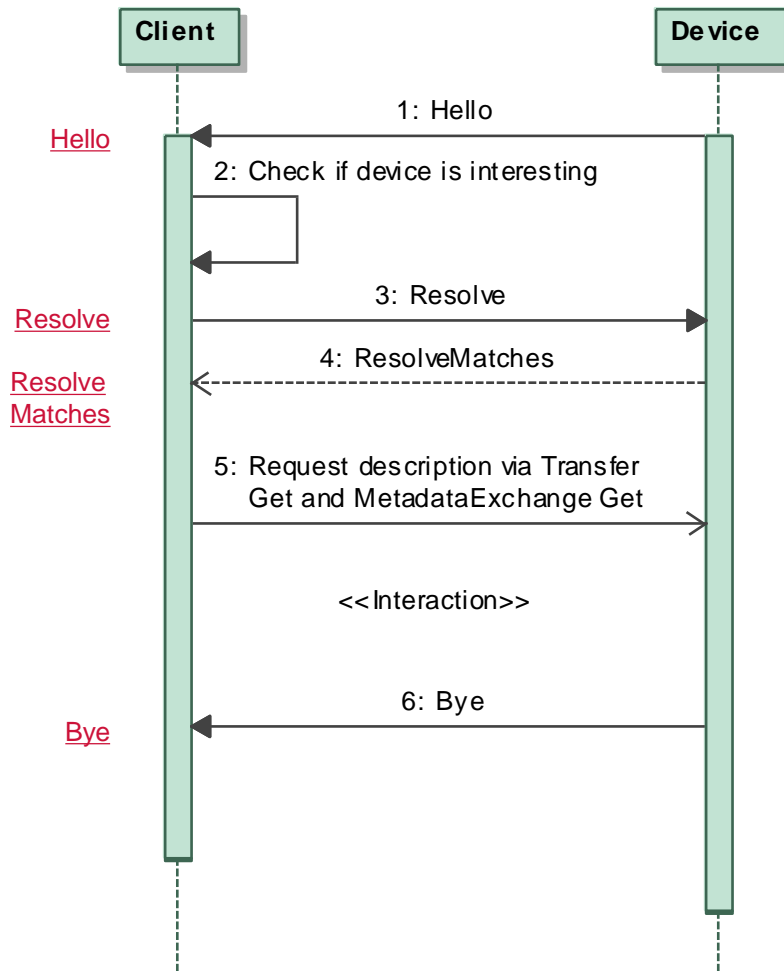 Client
Device
1: Hello
Hello
2: Check if device is interesting
3: Resolve
Resolve
4: ResolveMatches
Resolve
Matches
5: Request description via Transfer
Get and MetadataExchange Get
<<Interaction>>
6: Bye
Bye